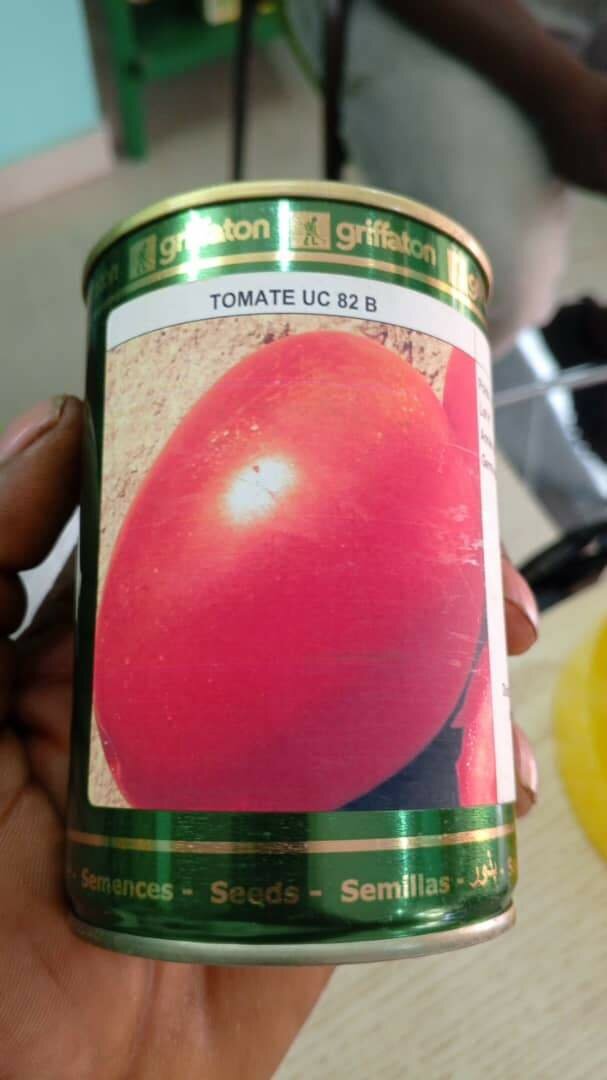 griffaton griffaton
TOMATE UC 82 B
Semences - Seeds - Semillas - بذور